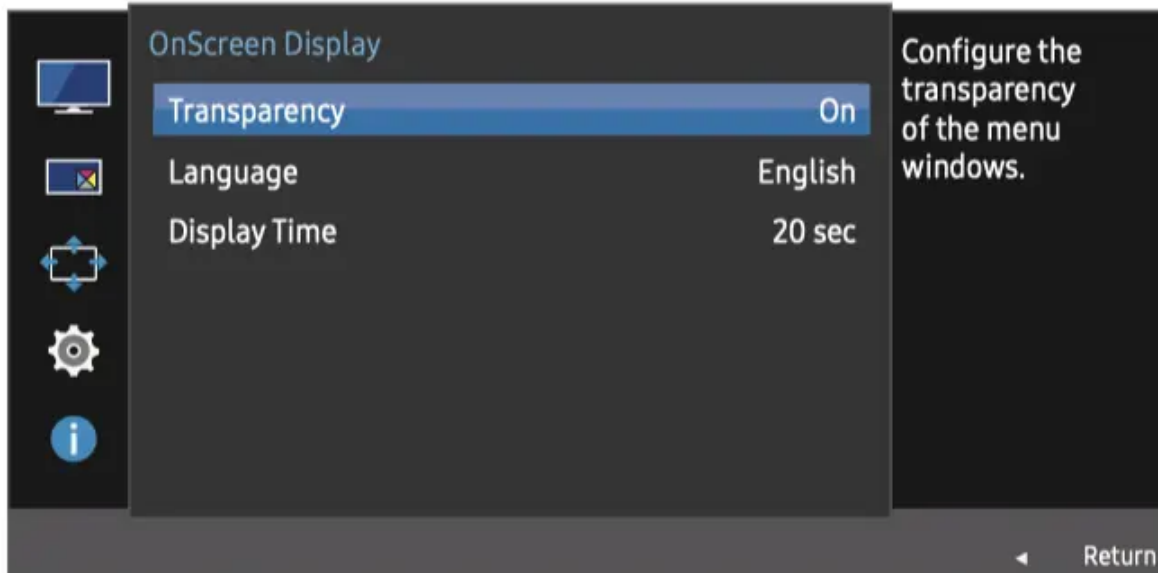 OnScreen Display
Transparency On
Language English
Display Time 20 sec
Configure the
transparency
of the menu
windows.
◄ Return